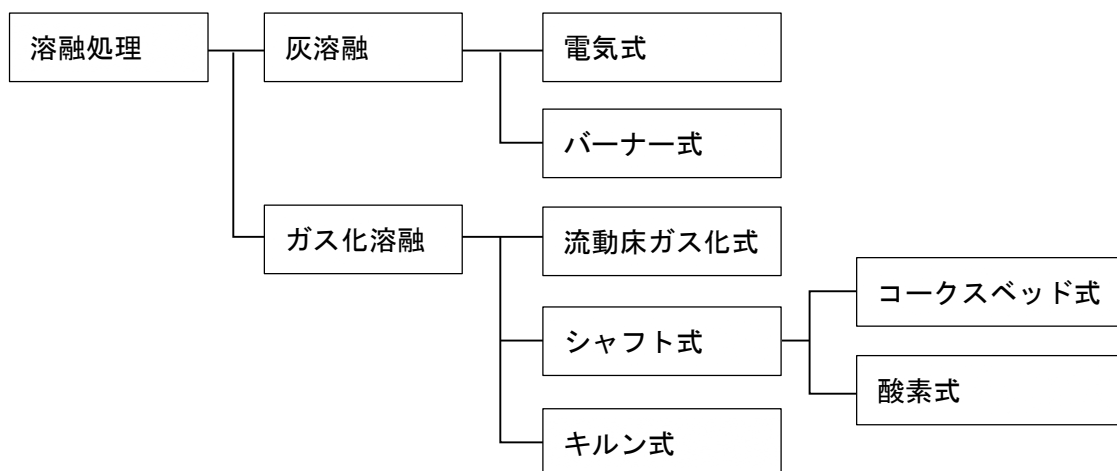 溶融処理
灰溶融
電気式
バーナー式
ガス化溶融
流動床ガス化式
シャフト式
コークスベッド式
酸素式
キルン式